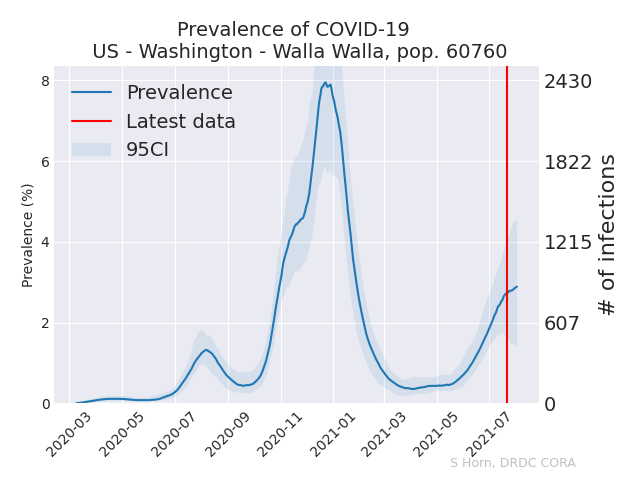 Prevalence of COVID-19
US - Washington - Walla Walla, pop. 60760
Prevalence
Latest data
95CI
Prevalence (%)
8
6
4
2
0
2430
1822
1215
607
0
# of infections
2020-03
2020-05
2020-07
2020-09
2020-11
2021-01
2021-03
2021-05
2021-07
S Horn, DRDC CORA